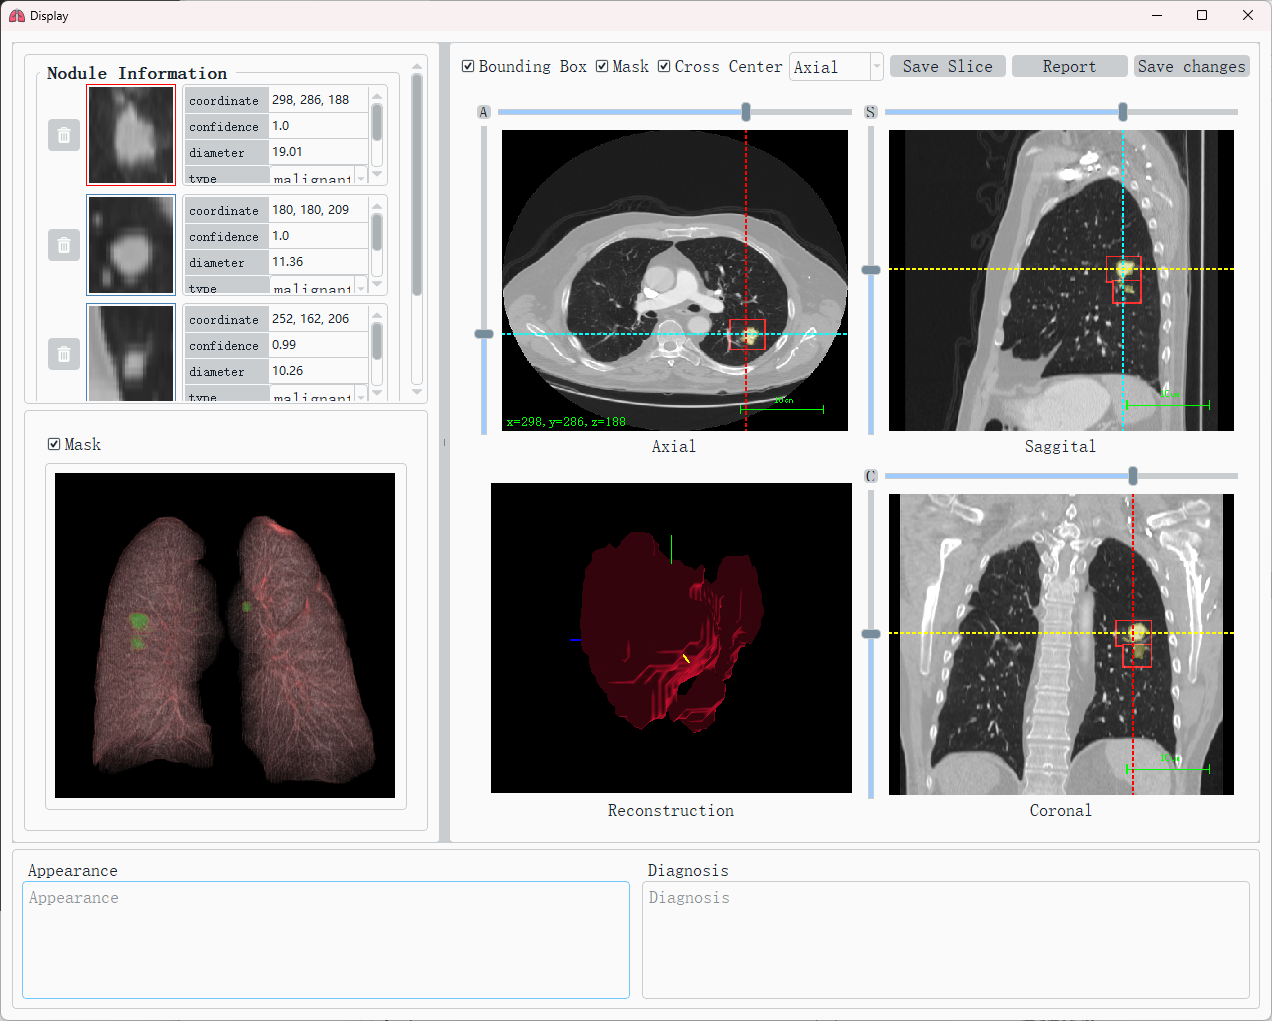 Display
Nodule Information
coordinate 298, 286, 188
confidence 1.0
diameter 19.01
type malignant
coordinate 180, 180, 209
confidence 1.0
diameter 11.36
type malignant
coordinate 252, 162, 206
confidence 0.99
diameter 10.26
type malignant
Mask
Bounding Box Mask Cross Center Axial Save Slice Report Save changes
A
S
10 cm
x=298,y=286,z=188
Axial
Saggital
C
Reconstruction
Coronal
Appearance
Appearance
Diagnosis
Diagnosis